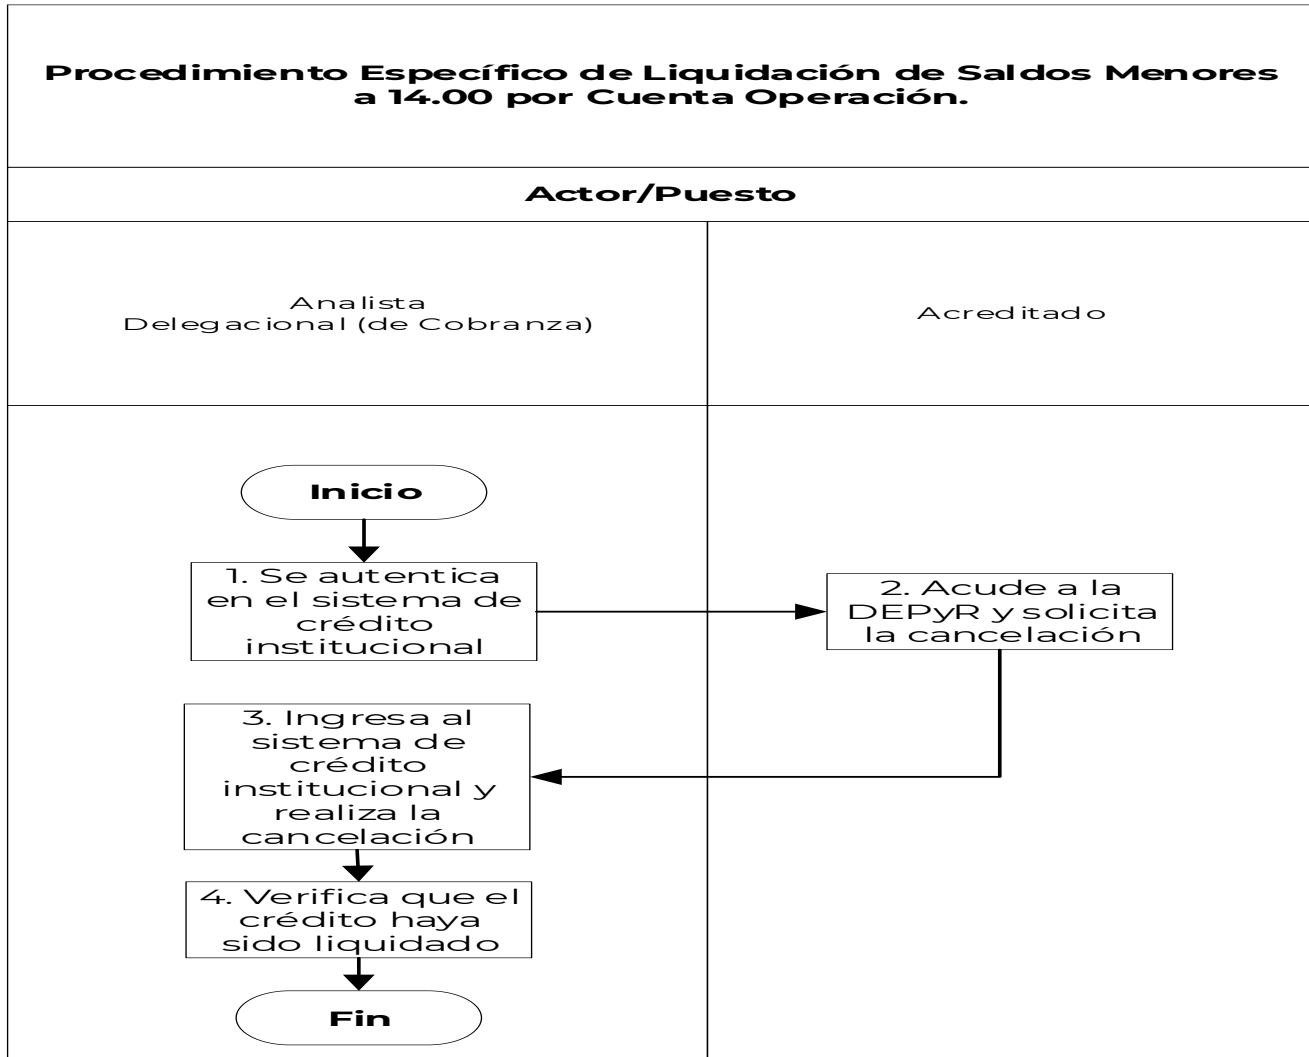 Procedimiento Específico de Liquidación de Saldos Menores
a 14.00 por Cuenta Operación.
Actor/Puesto
Analista
Delegacional (de Cobranza)
Acreditado
Inicio
1. Se autentica
en el sistema de
crédito
institucional
2. Acude a la
DEPyR y solicita
la cancelación
3. Ingresa al
sistema de
crédito
institucional y
realiza la
cancelación
4. Verifica que el
crédito haya
sido liquidado
Fin